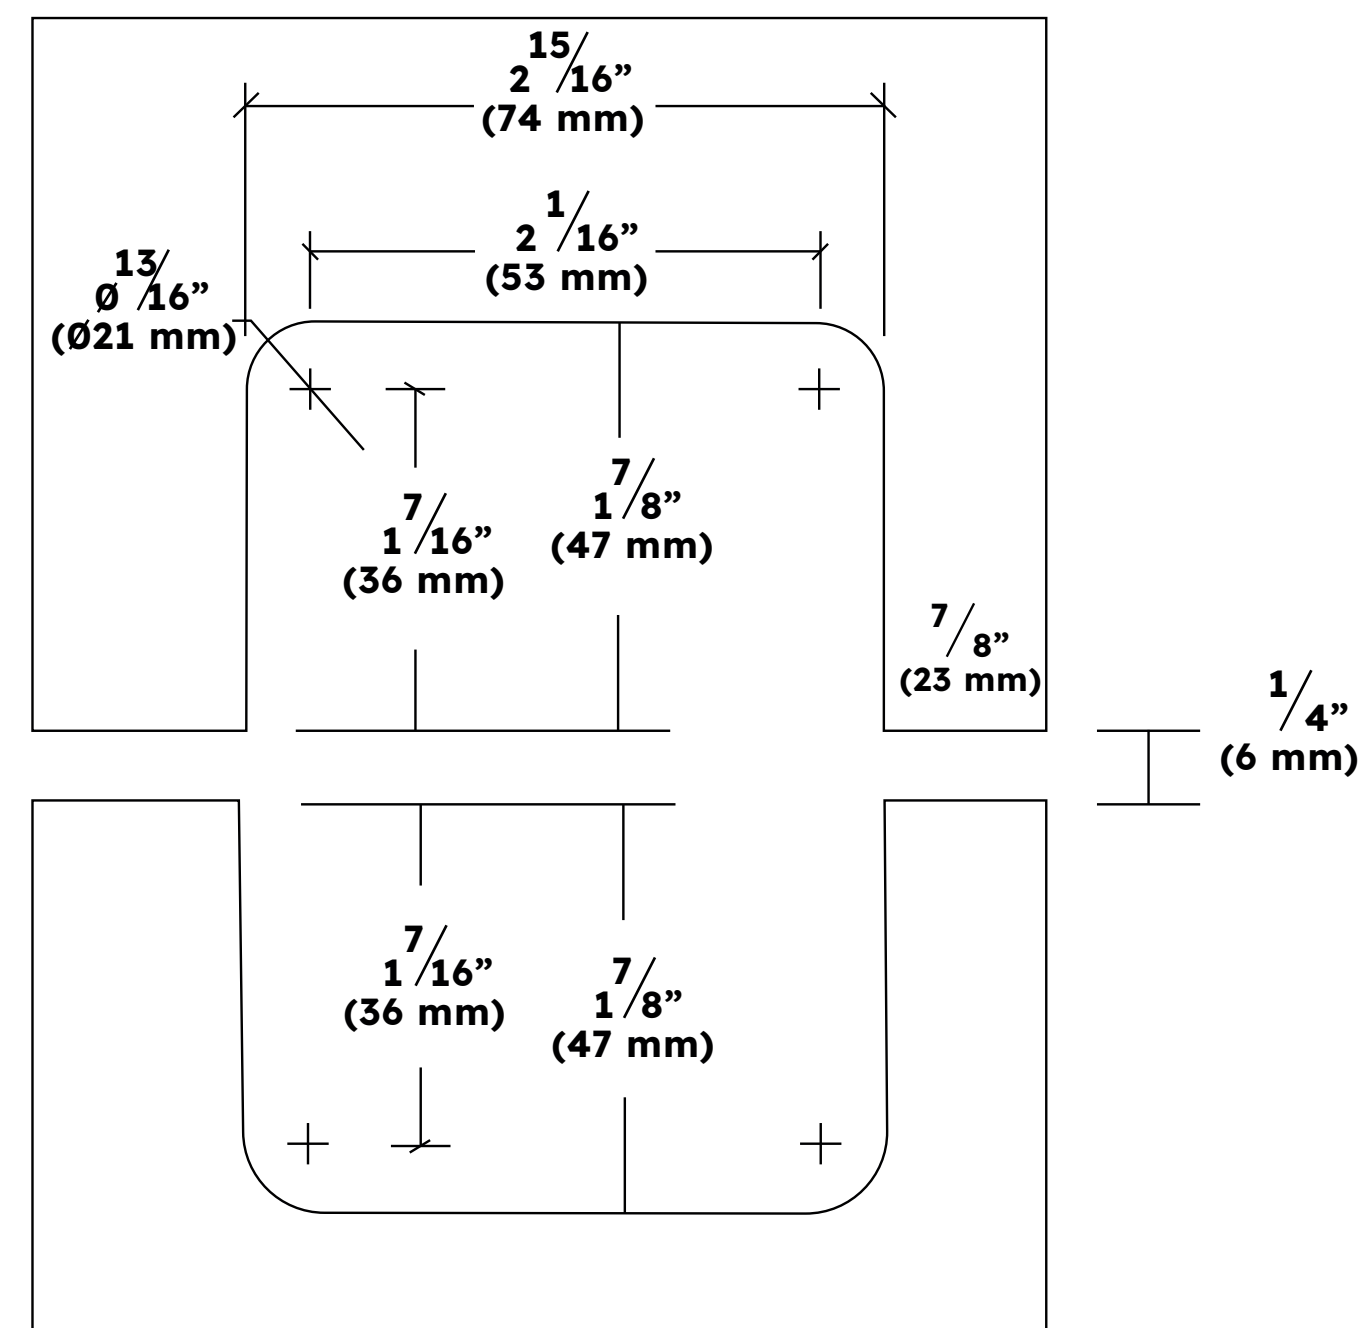 2 15/16”
(74 mm)
2 1/16”
(53 mm)
Ø 13/16”
(Ø21 mm)
1 7/16”
(36 mm)
1 7/8”
(47 mm)
7/8”
(23 mm)
1/4”
(6 mm)
1 7/16”
(36 mm)
1 7/8”
(47 mm)